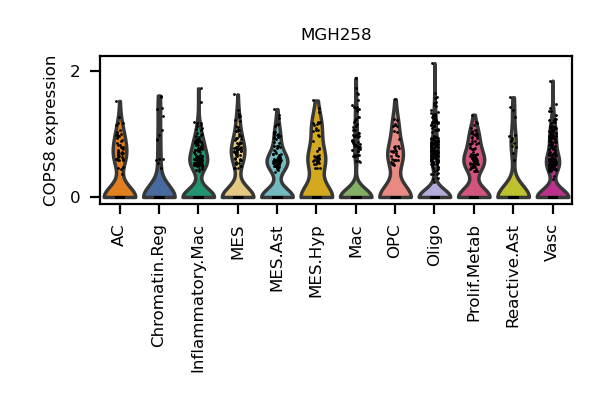 MGH258
COPS8 expression
2
0
AC
Chromatin.Reg
Inflammatory.Mac
MES
MES.Ast
MES.Hyp
Mac
OPC
Oligo
Prolif.Metab
Reactive.Ast
Vasc